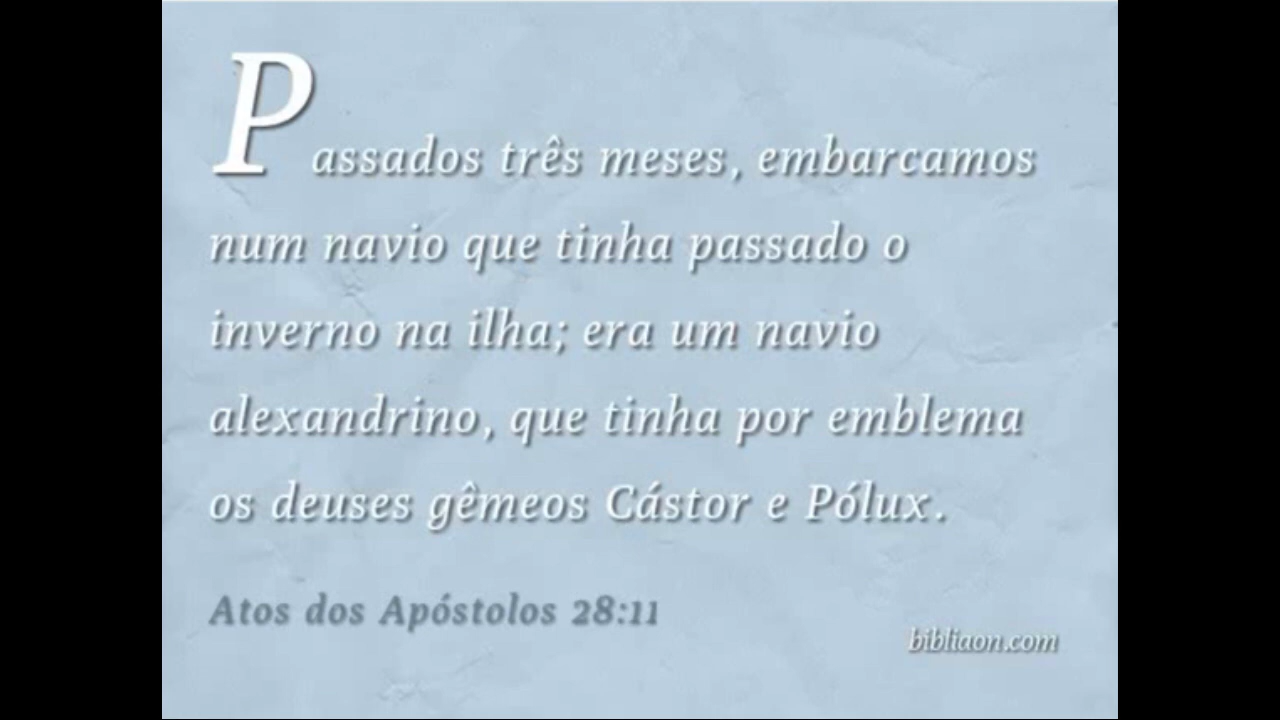 Passados três meses, embarcamos
num navio que tinha passado o
inverno na ilha; era um navio
alexandrino, que tinha por emblema
os deuses gêmeos Cástor e Pólux.
Atos dos Apóstolos 28:11
bibliaon.com